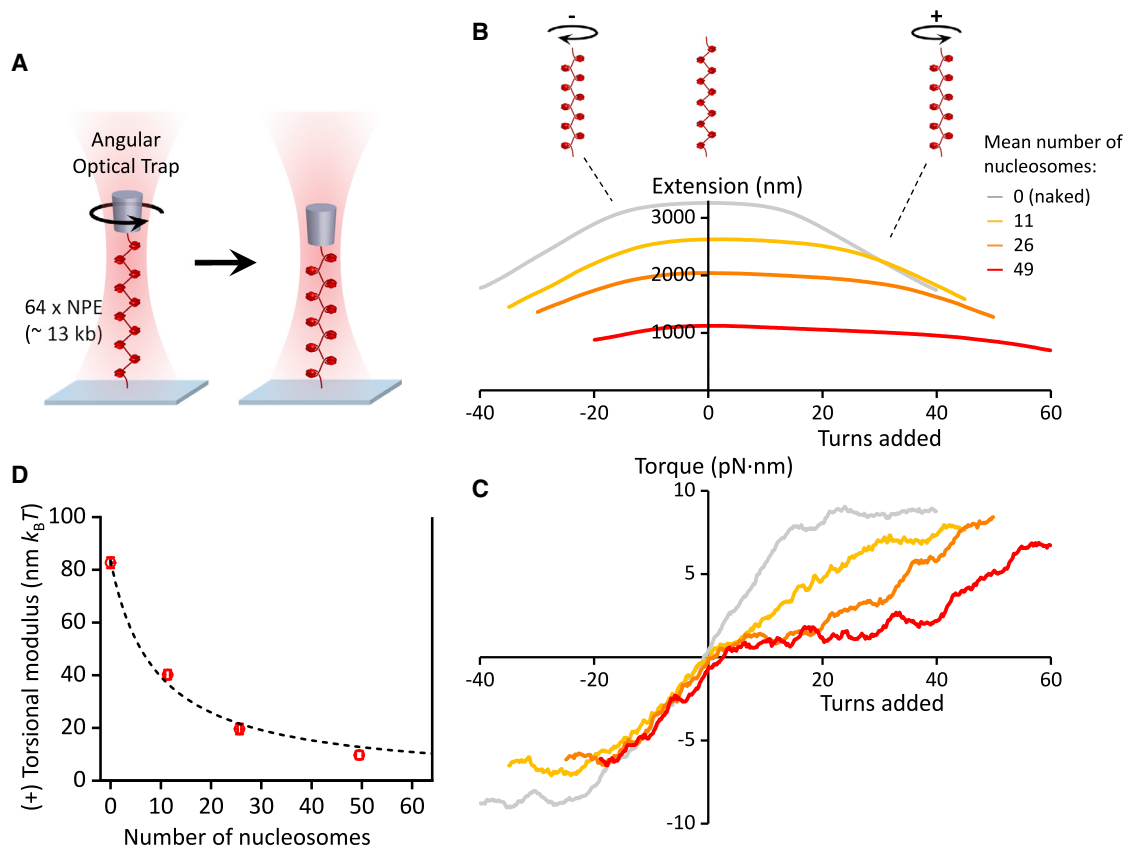 A
Angular
Optical Trap
64 x NPE
(~ 13 kb)
B
-
+
Mean number of
nucleosomes:
0 (naked)
11
26
49
Extension (nm)
3000
2000
1000
-40
-20
0
20
40
60
Turns added
C
Torque (pN·nm)
10
5
-5
-10
-40
-20
20
40
60
Turns added
D
(+) Torsional modulus (nm kBT)
100
80
60
40
20
0
0
10
20
30
40
50
60
Number of nucleosomes